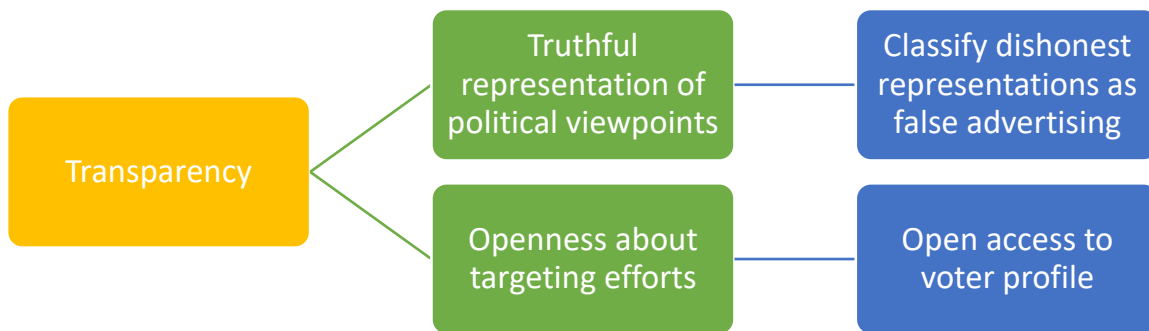 Transparency
Truthful
representation of
political viewpoints
Classify dishonest
representations as
false advertising
Openness about
targeting efforts
Open access to
voter profile